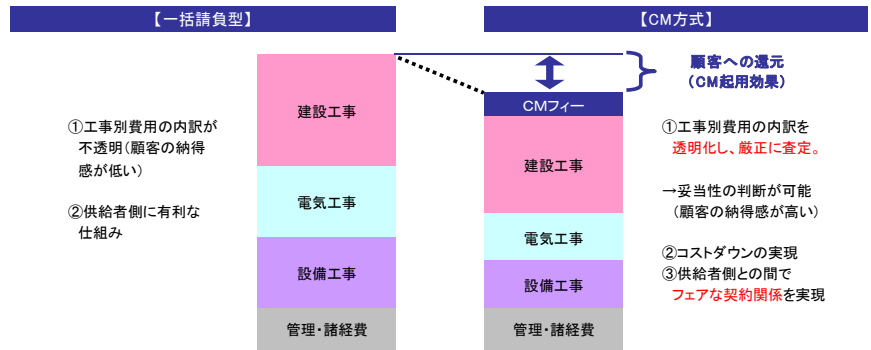 【一括請負型】
【CM方式】
①工事別費用の内訳が
不透明(顧客の納得
感が低い)
②供給者側に有利な
仕組み
建設工事
電気工事
設備工事
管理・諸経費
CMフィー
建設工事
電気工事
設備工事
管理・諸経費
顧客への還元
(CM起用効果)
①工事別費用の内訳を
透明化し、厳正に査定。
→妥当性の判断が可能
(顧客の納得感が高い)
②コストダウンの実現
③供給者側との間で
フェアな契約関係を実現